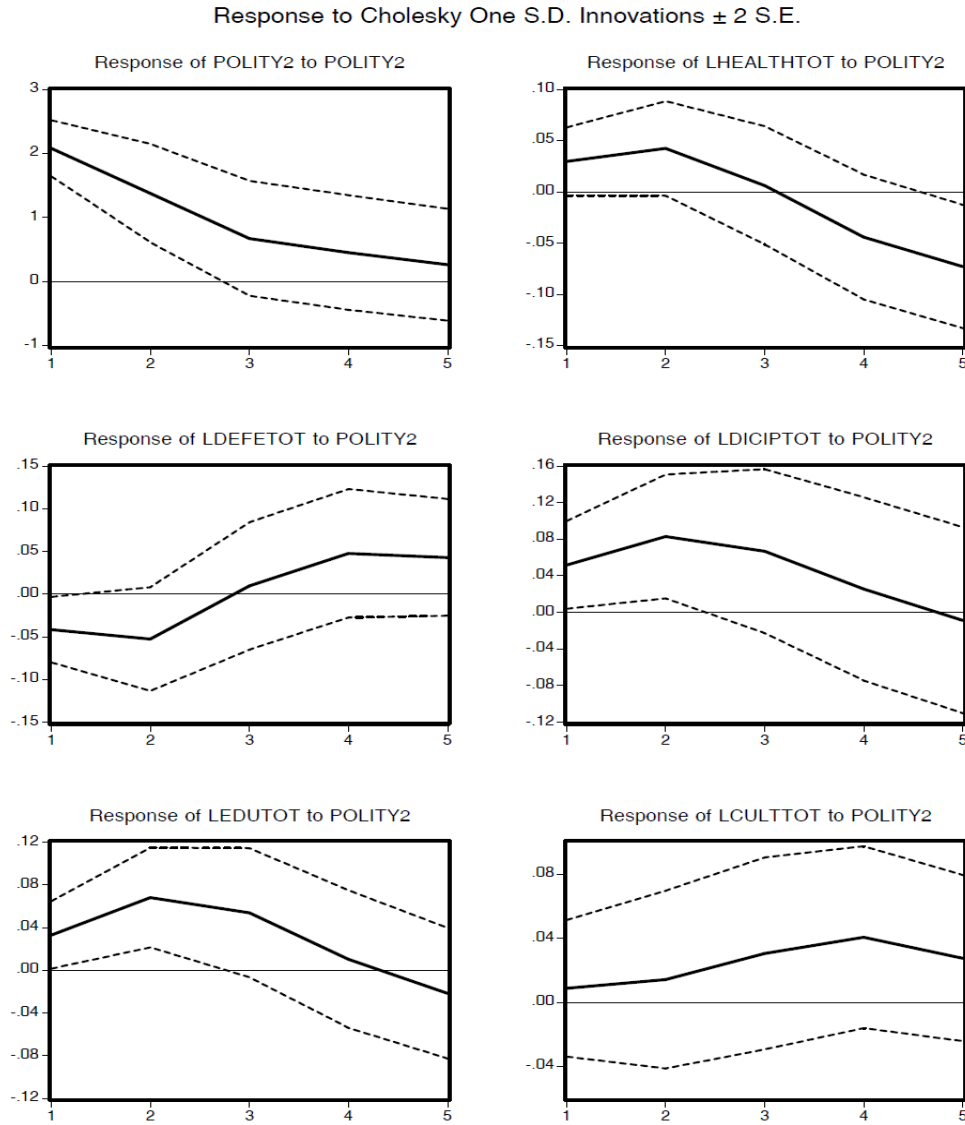 Response to Cholesky One S.D. Innovations ± 2 S.E.
Response of POLITY2 to POLITY2
3
2
1
0
-1
1 2 3 4 5
Response of LHEALTHTOT to POLITY2
.10
.05
.00
-.05
-.10
-.15
1 2 3 4 5
Response of LDEFETOT to POLITY2
.15
.10
.05
.00
-.05
-.10
-.15
1 2 3 4 5
Response of LDICIPTOT to POLITY2
.16
.12
.08
.04
.00
-.04
-.08
-.12
1 2 3 4 5
Response of LEDUTOT to POLITY2
.12
.08
.04
.00
-.04
-.08
-.12
1 2 3 4 5
Response of LCULTTOT to POLITY2
.08
.04
.00
-.04
1 2 3 4 5